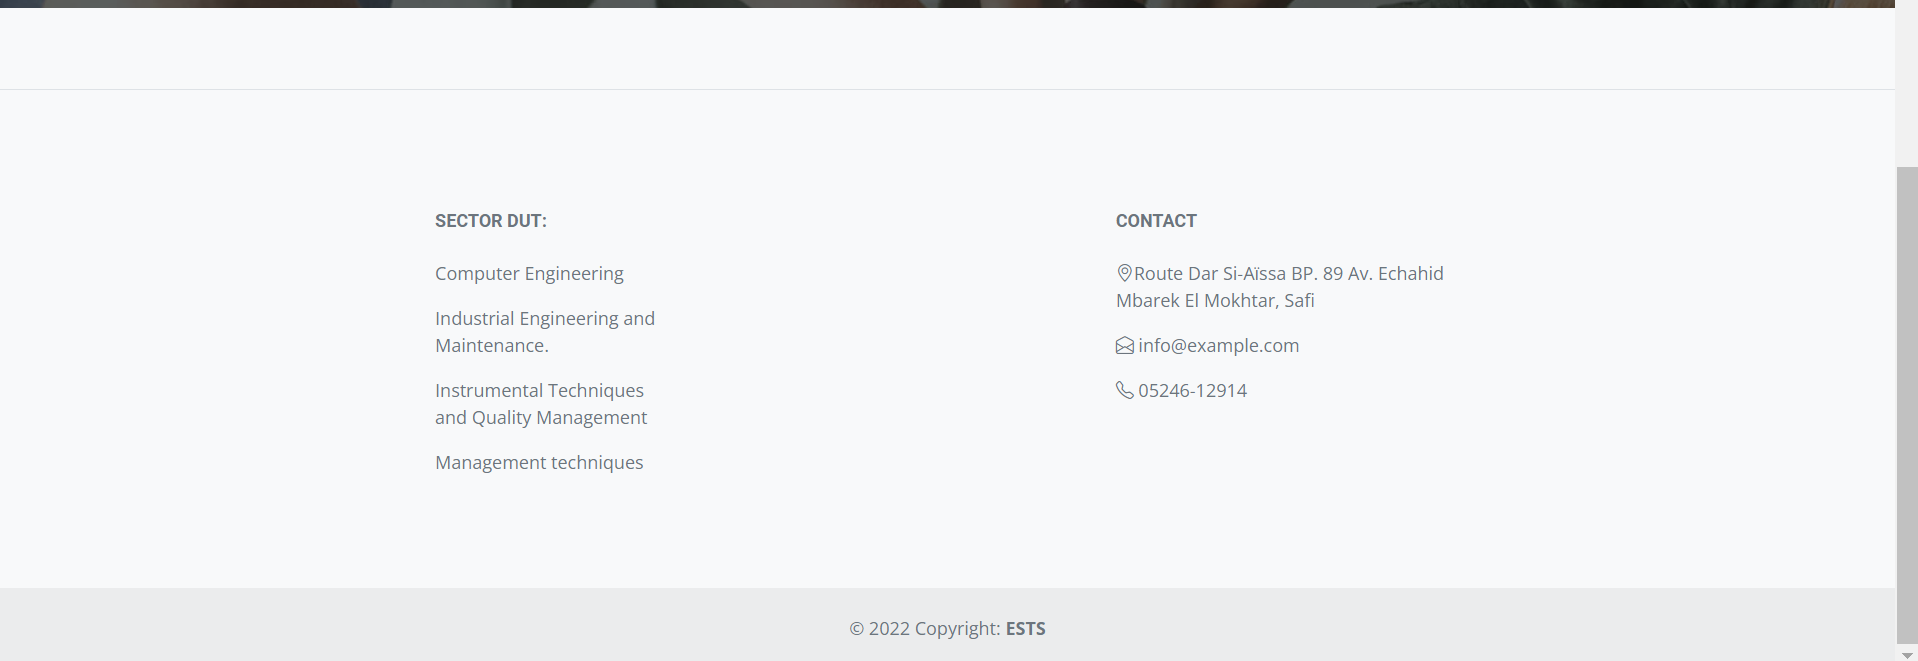 SECTOR DUT:
Computer Engineering
Industrial Engineering and
Maintenance.
Instrumental Techniques
and Quality Management
Management techniques
CONTACT
Route Dar Si-Aïssa BP. 89 Av. Echahid
Mbarek El Mokhtar, Safi
info@example.com
05246-12914
© 2022 Copyright: ESTS